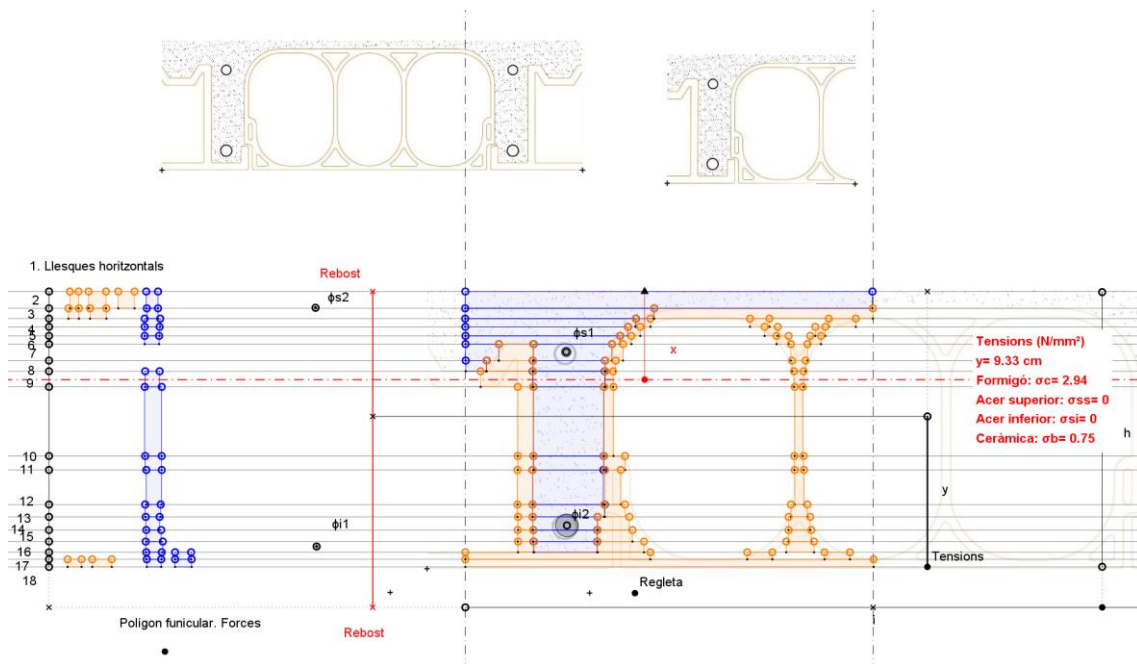 1. Llesques horitzontals
Rebost
2
3
4
5
6
7
8
9
10
11
12
13
14
15
16
17
18
ϕs2
ϕs1
x
Tensions (N/mm²)
y= 9.33 cm
Formigó: σc= 2.94
Acer superior: σss= 0
Acer inferior: σsi= 0
Ceràmica: σb= 0.75
h
y
ϕi1
ϕi2
Tensions
Regleta
i
Polígon funicular. Forces
Rebost